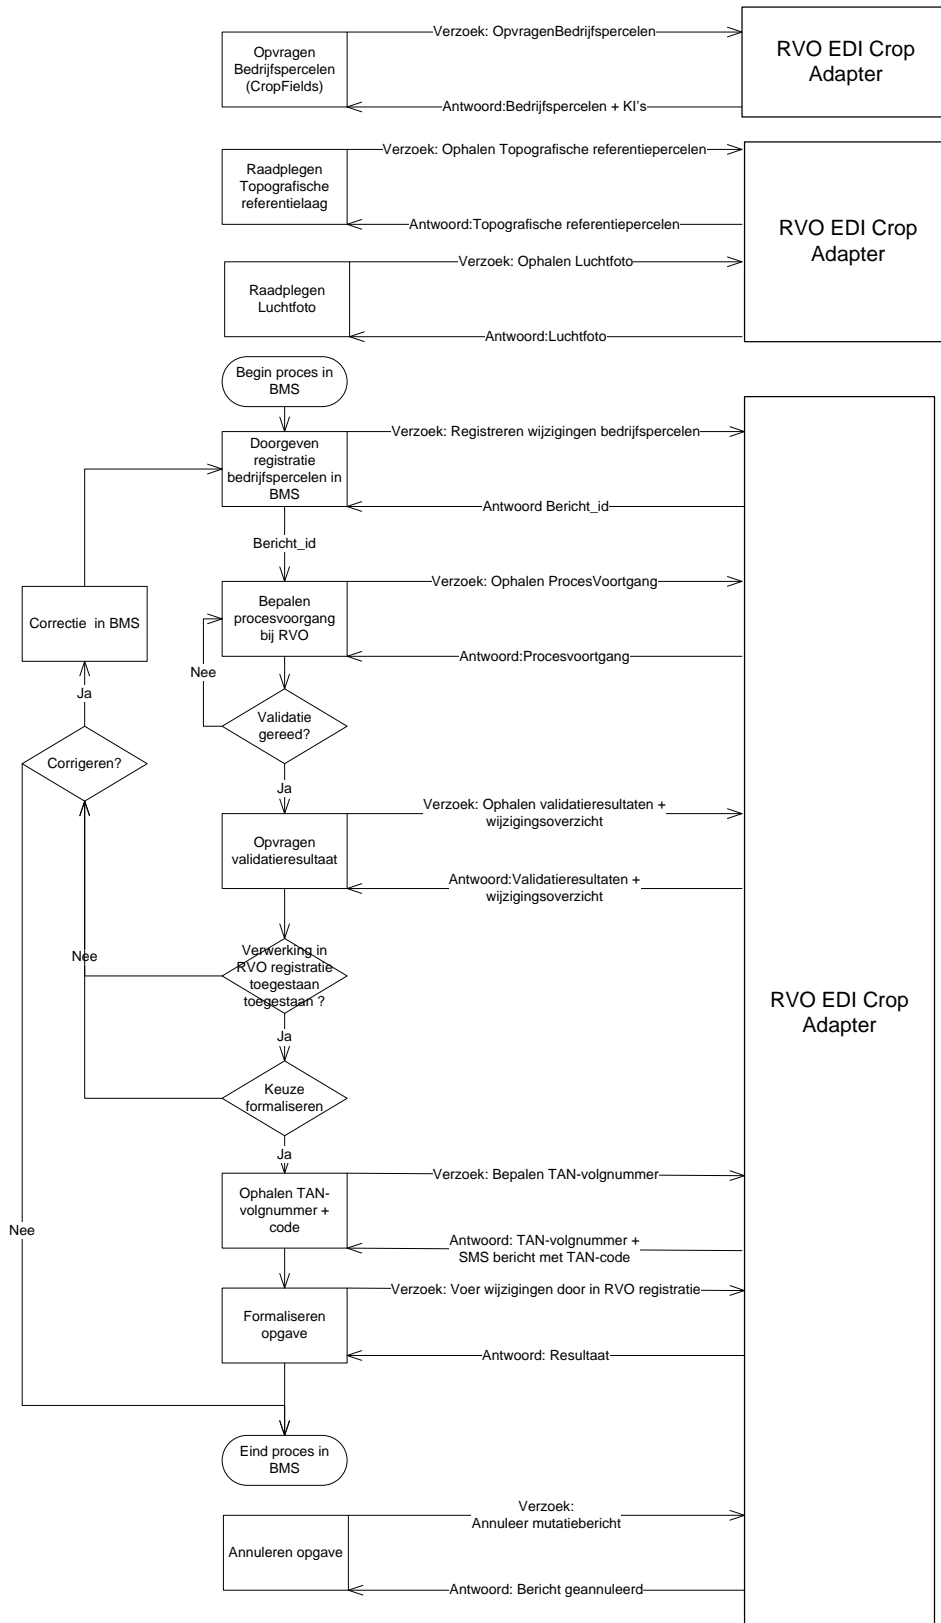 Verzoek: OpvragenBedrijfspercelen
Opvragen
Bedrijfspercelen
(CropFields)
RVO EDI Crop
Adapter
Antwoord:Bedrijfspercelen + KI's
Verzoek: Ophalen Topografische referentiepercelen
Raadplegen
Topografische
referentielaag
Antwoord:Topografische referentiepercelen
RVO EDI Crop
Adapter
Verzoek: Ophalen Luchtfoto
Raadplegen
Luchtfoto
Antwoord:Luchtfoto
Begin proces in
BMS
Verzoek: Registreren wijzigingen bedrijfspercelen
Doorgeven
registratie
bedrijfspercelen in
BMS
Antwoord Bericht_id
Bericht_id
Verzoek: Ophalen ProcesVoortgang
Bepalen
procesvoorgang
bij RVO
Correctie  in BMS
Antwoord:Procesvoortgang
Nee
Ja
Validatie
gereed?
Corrigeren?
Ja
Verzoek: Ophalen validatieresultaten +
wijzigingsoverzicht
Opvragen
validatieresultaat
Antwoord:Validatieresultaten +
wijzigingsoverzicht
Nee
Verwerking in
RVO registratie
toegestaan
toegestaan ?
RVO EDI Crop
Adapter
Ja
Keuze
formaliseren
Ja
Verzoek: Bepalen TAN-volgnummer
Ophalen TAN-
volgnummer +
code
Nee
Antwoord: TAN-volgnummer +
SMS bericht met TAN-code
Verzoek: Voer wijzigingen door in RVO registratie
Formaliseren
opgave
Antwoord: Resultaat
Eind proces in
BMS
Verzoek:
Annuleer mutatiebericht
Annuleren opgave
Antwoord: Bericht geannuleerd